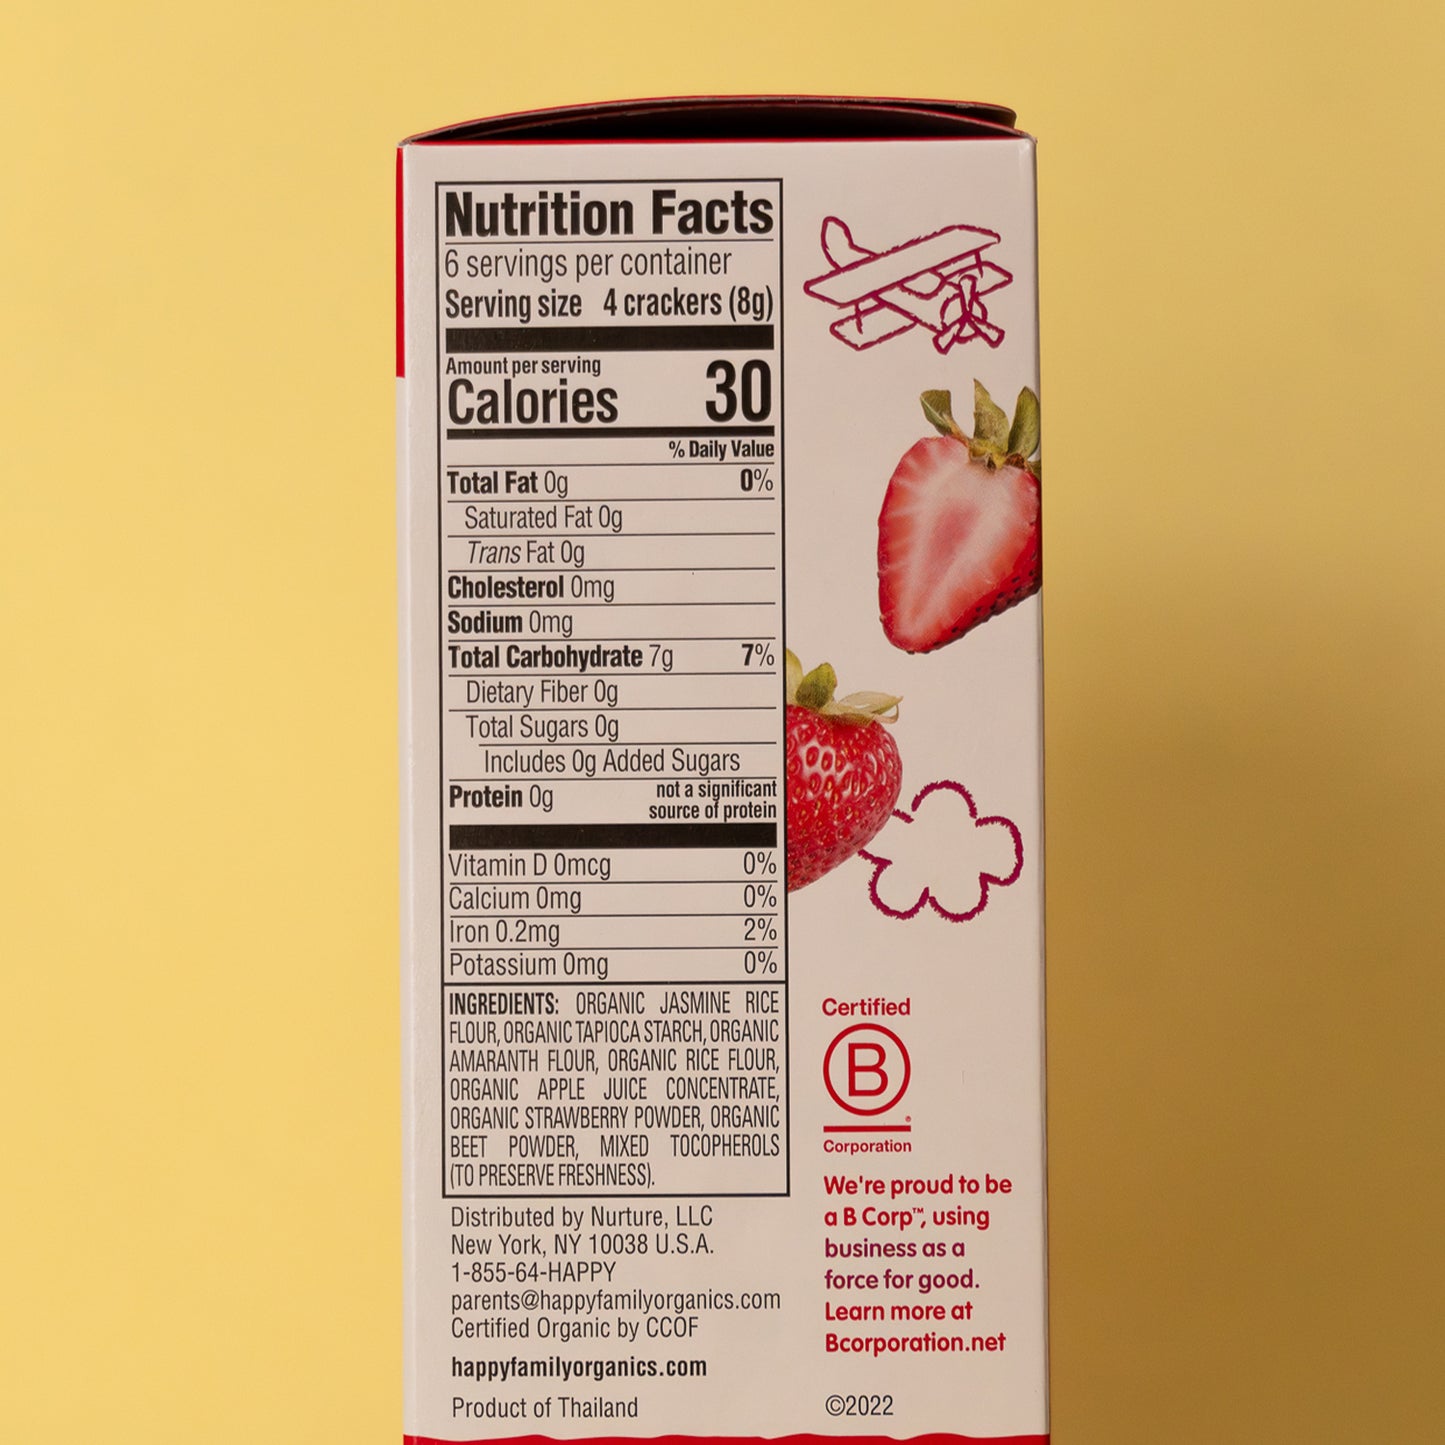 Nutrition Facts
6 servings per container
Serving size 4 crackers (8g)
Amount per serving
Calories 30
% Daily Value
Total Fat 0g 0%
Saturated Fat 0g
Trans Fat 0g
Cholesterol 0mg
Sodium 0mg
Total Carbohydrate 7g 7%
Dietary Fiber 0g
Total Sugars 0g
Includes 0g Added Sugars
Protein 0g not a significant
source of protein
Vitamin D 0mcg 0%
Calcium 0mg 0%
Iron 0.2mg 2%
Potassium 0mg 0%
INGREDIENTS: ORGANIC JASMINE RICE
FLOUR, ORGANIC TAPIOCA STARCH, ORGANIC
AMARANTH FLOUR, ORGANIC RICE FLOUR,
ORGANIC APPLE JUICE CONCENTRATE,
ORGANIC STRAWBERRY POWDER, ORGANIC
BEET POWDER, MIXED TOCOPHEROLS
(TO PRESERVE FRESHNESS).
Distributed by Nurture, LLC
New York, NY 10038 U.S.A.
1-855-64-HAPPY
parents@happyfamilyorganics.com
Certified Organic by CCOF
happyfamilyorganics.com
Product of Thailand
Certified
B
®
Corporation
We're proud to be
a B Corp™, using
business as a
force for good.
Learn more at
Bcorporation.net
©2022